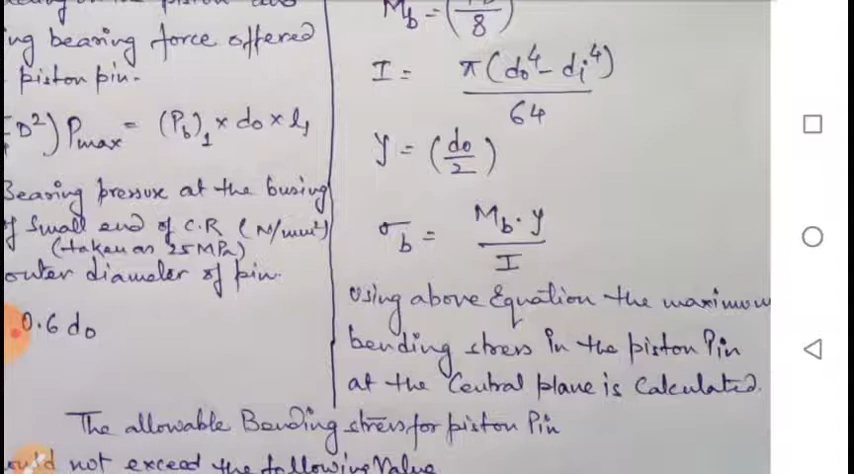 ing bearing force offered
piston pin.
D²) Pmax = (Pb)₁ × do × l₁
Bearing pressure at the busing
of small end of C.R (N/mm²)
(taken as 25MPa)
outer diameter of pin.
0.6 do
Mb = ( 8 )
I = π(do⁴ - di⁴) / 64
y = (do/2)
σb = Mb · y / I
Using above Equation the maximum
bending stress in the piston Pin
at the Central plane is Calculated.
The allowable Bending stress for piston Pin
not exceed the following Value